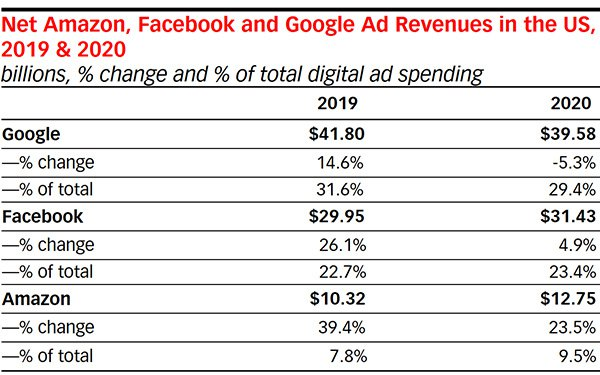 Net Amazon, Facebook and Google Ad Revenues in the US,
2019 & 2020
billions, % change and % of total digital ad spending
2019 2020
Google $41.80 $39.58
—% change 14.6% -5.3%
—% of total 31.6% 29.4%
Facebook $29.95 $31.43
—% change 26.1% 4.9%
—% of total 22.7% 23.4%
Amazon $10.32 $12.75
—% change 39.4% 23.5%
—% of total 7.8% 9.5%